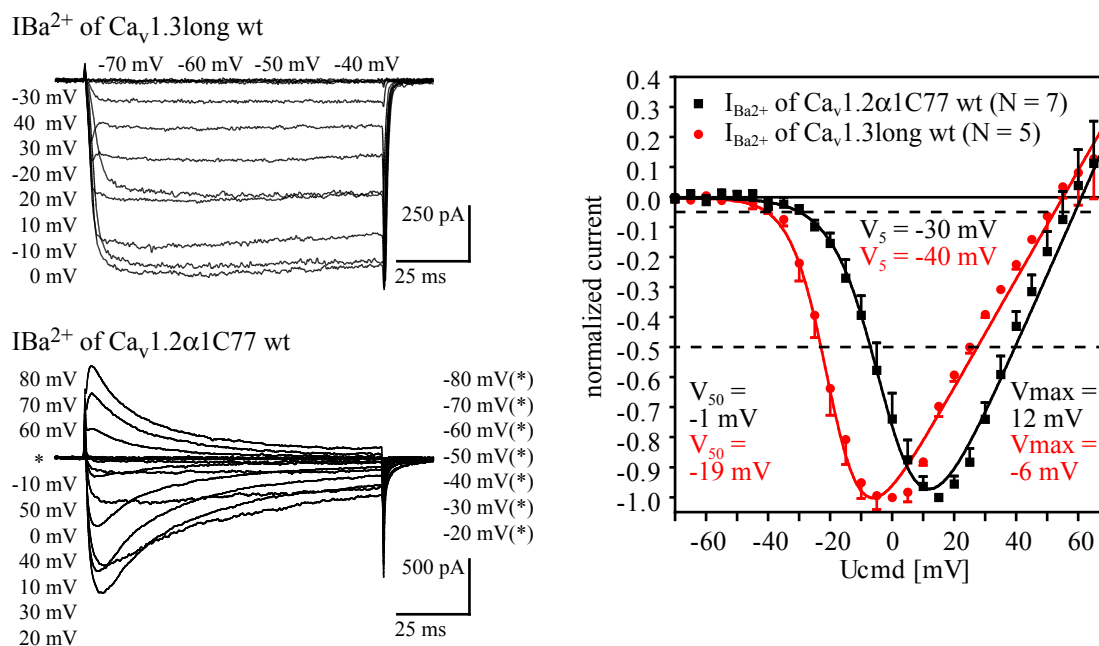 IBa²⁺ of Caᵥ1.3long wt
-70 mV -60 mV -50 mV -40 mV
-30 mV
40 mV
30 mV
-20 mV
20 mV
10 mV
-10 mV
0 mV
250 pA
25 ms
IBa²⁺ of Caᵥ1.2α1C77 wt
80 mV
70 mV
60 mV
*
-10 mV
50 mV
0 mV
40 mV
10 mV
30 mV
20 mV
-80 mV(*)
-70 mV(*)
-60 mV(*)
-50 mV(*)
-40 mV(*)
-30 mV(*)
-20 mV(*)
500 pA
25 ms
normalized current
0.4
0.3
0.2
0.1
0.0
-0.1
-0.2
-0.3
-0.4
-0.5
-0.6
-0.7
-0.8
-0.9
-1.0
I_Ba2+ of Caᵥ1.2α1C77 wt (N = 7)
I_Ba2+ of Caᵥ1.3long wt (N = 5)
V₅ = -30 mV
V₅ = -40 mV
V₅₀ =
-1 mV
V₅₀ =
-19 mV
Vmax =
12 mV
Vmax =
-6 mV
-60 -40 -20 0 20 40 60
Ucmd [mV]